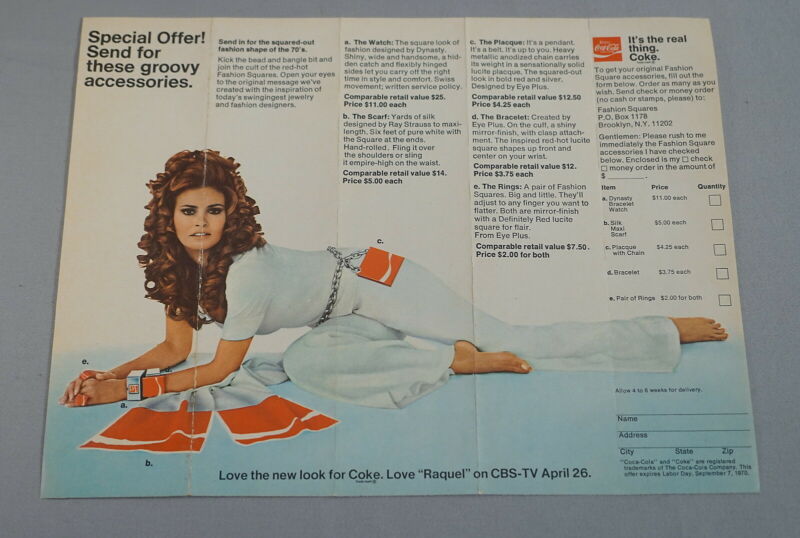 Special Offer!
Send for
these groovy
accessories.
Send in for the squared-out
fashion shape of the 70's.
Kick the bead and bangle bit and
join the cult of the red-hot
Fashion Squares. Open your eyes
to the original message we've
created with the inspiration of
today's swingingest jewelry
and fashion designers.
a. The Watch: The square look of
fashion designed by Dynasty.
Shiny, wide and handsome, a hid-
den catch and flexibly hinged
sides let you carry off the right
time in style and comfort. Swiss
movement; written service policy.
Comparable retail value $25.
Price $11.00 each
b. The Scarf: Yards of silk
designed by Ray Strauss to maxi-
length. Six feet of pure white with
the Square at the ends.
Hand-rolled. Fling it over
the shoulders or sling
it empire-high on the waist.
Comparable retail value $14.
Price $5.00 each
c. The Placque: It's a pendant.
It's a belt. It's up to you. Heavy
metallic anodized chain carries
its weight in a sensationally solid
lucite placque. The squared-out
look in bold red and silver.
Designed by Eye Plus.
Comparable retail value $12.50
Price $4.25 each
d. The Bracelet: Created by
Eye Plus. On the cuff, a shiny
mirror-finish, with clasp attach-
ment. The inspired red-hot lucite
square shapes up front and
center on your wrist.
Comparable retail value $12.
Price $3.75 each
e. The Rings: A pair of Fashion
Squares. Big and little. They'll
adjust to any finger you want to
flatter. Both are mirror-finish
with a Definitely Red lucite
square for flair.
From Eye Plus.
Comparable retail value $7.50.
Price $2.00 for both
Coca-Cola
It's the real
thing.
Coke.
To get your original Fashion
Square accessories, fill out the
form below. Order as many as you
wish. Send check or money order
(no cash or stamps, please) to:
Fashion Squares
P.O. Box 1178
Brooklyn, N.Y. 11202
Gentlemen: Please rush to me
immediately the Fashion Square
accessories I have checked
below. Enclosed is my □ check
□ money order in the amount of
$ ________.
Item Price Quantity
a. Dynasty $11.00 each
Bracelet
Watch
b. Silk $5.00 each
Maxi
Scarf
c. Placque $4.25 each
with Chain
d. Bracelet $3.75 each
e. Pair of Rings $2.00 for both
Allow 4 to 6 weeks for delivery.
Name
Address
City State Zip
"Coca-Cola" and "Coke" are registered
trademarks of The Coca-Cola Company. This
offer expires Labor Day, September 7, 1970.
c.
e.
a.
b.
Love the new look for Coke. Love "Raquel" on CBS-TV April 26.